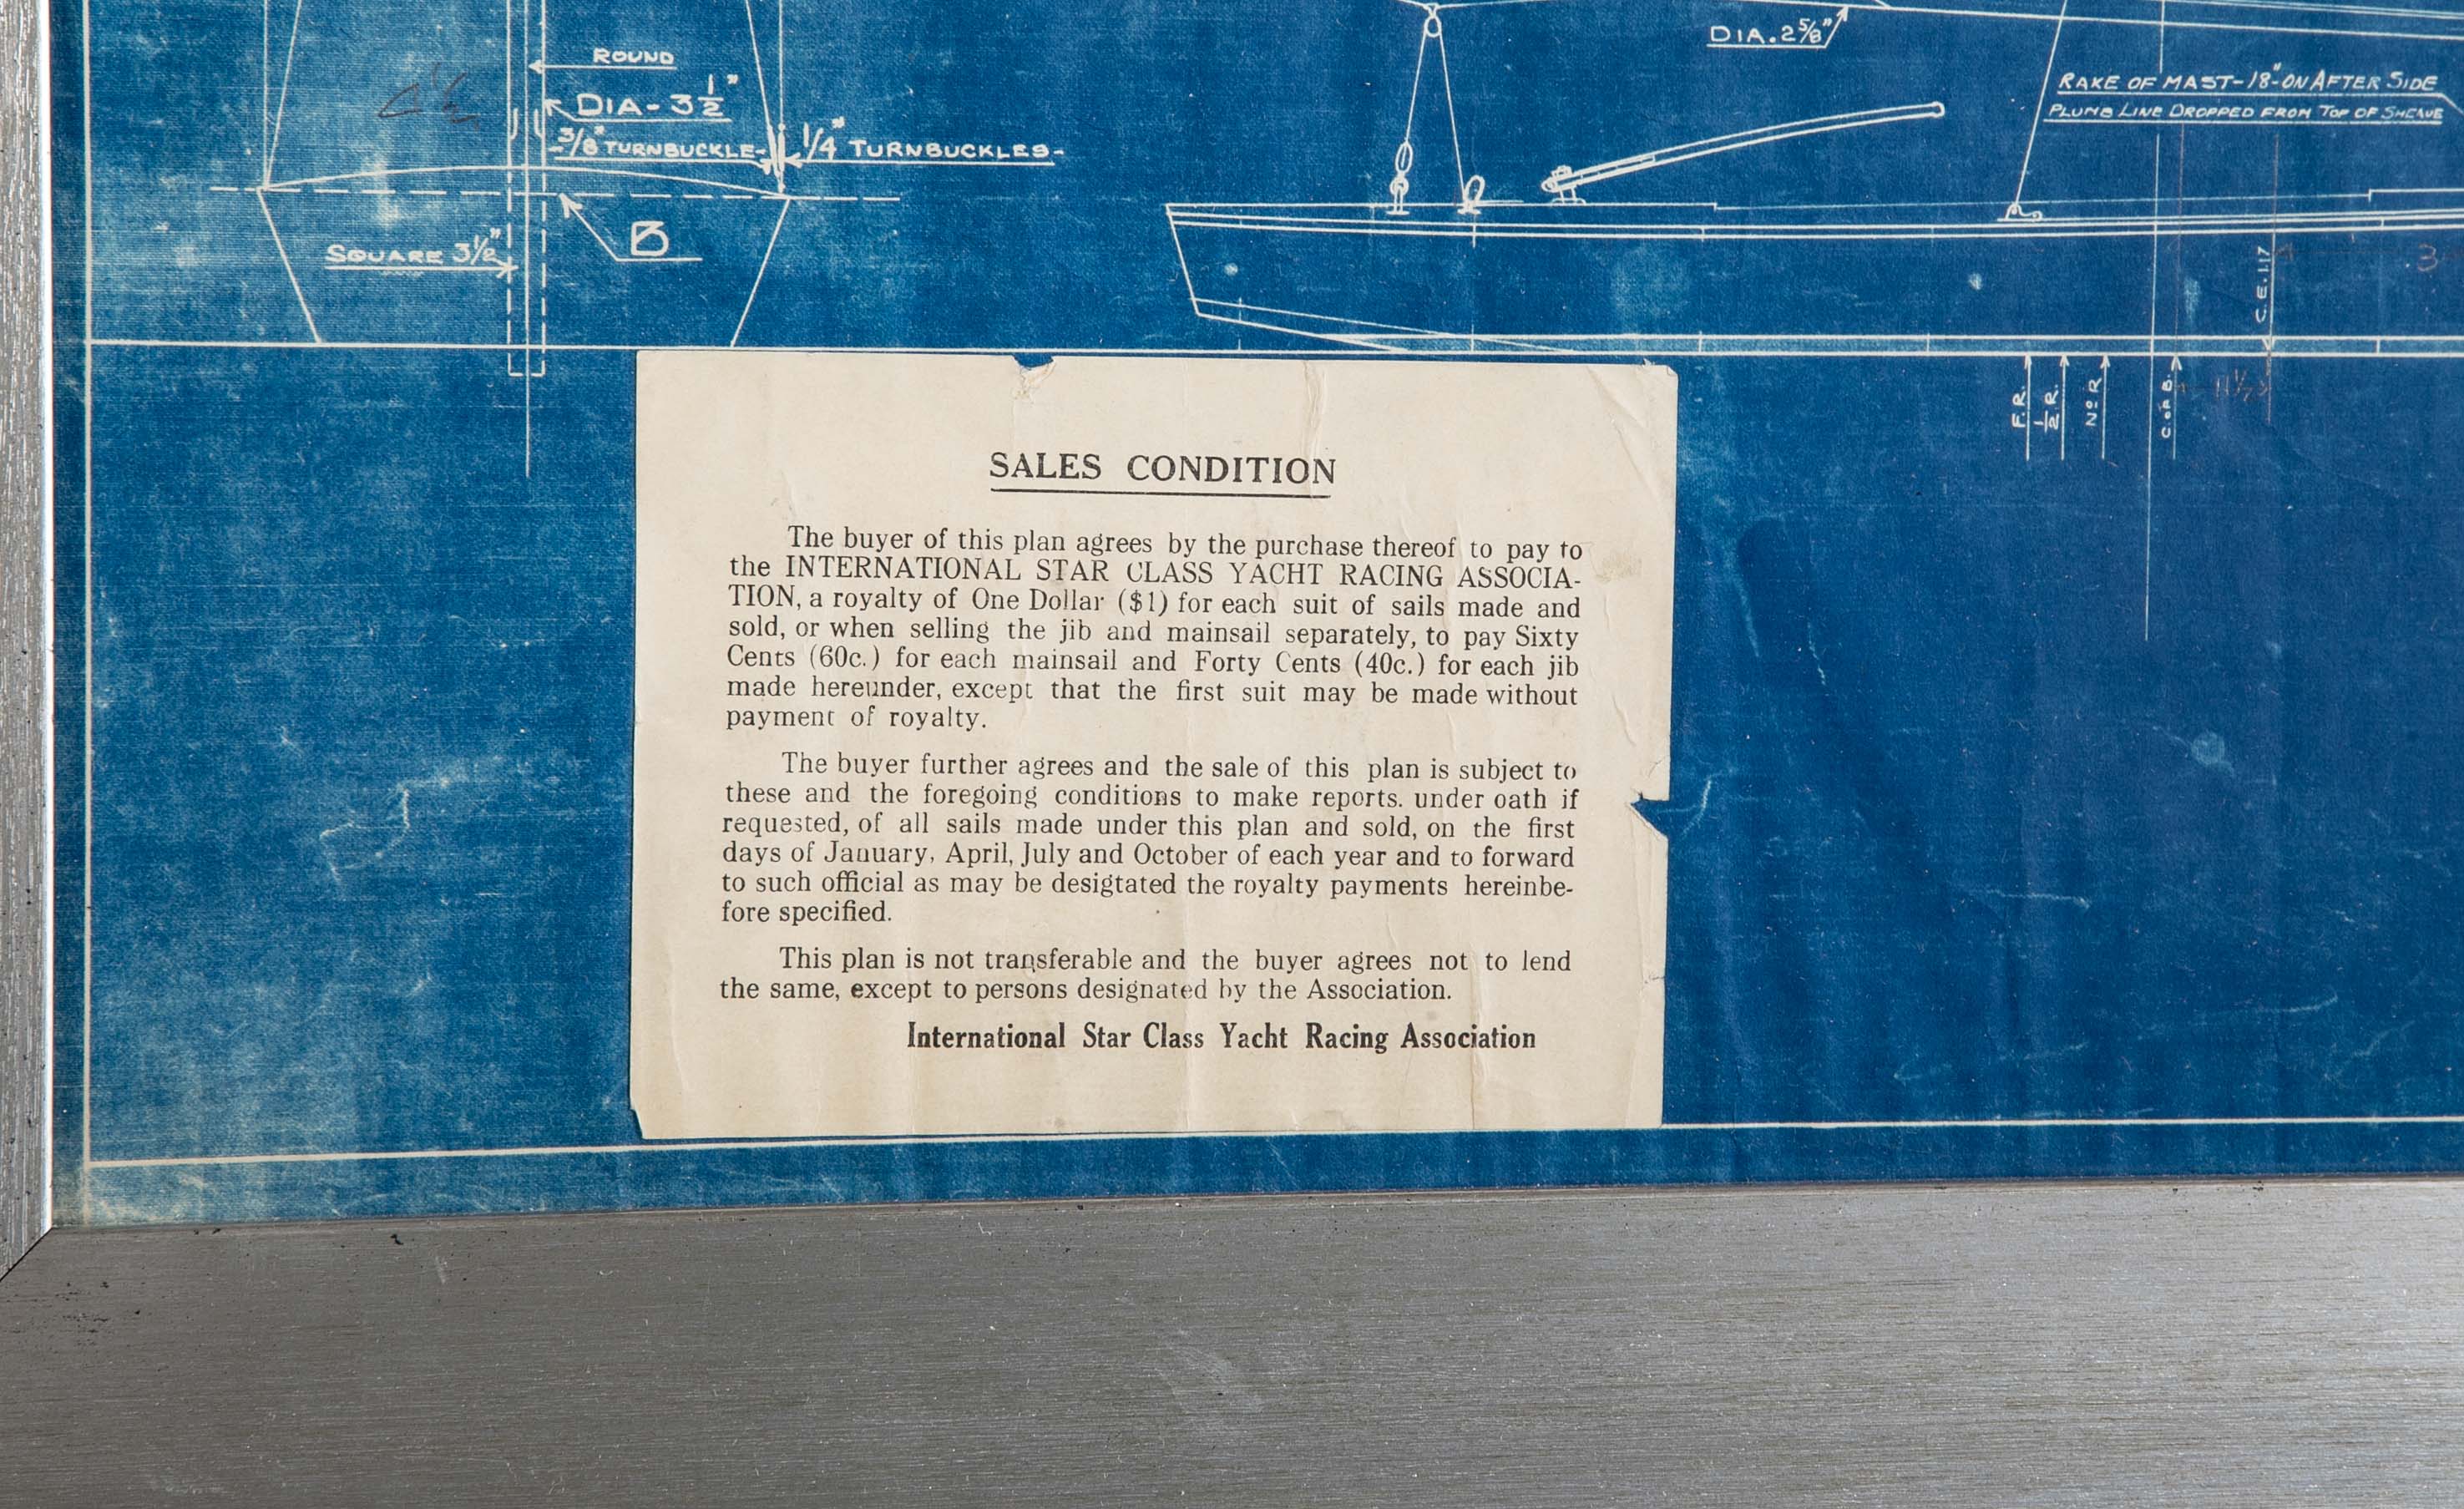 ROUND
DIA-3 1/2"
3/8" TURNBUCKLE-
1/4" TURNBUCKLES-
SQUARE 3 1/2"
B
DIA. 2 5/8"
RAKE OF MAST-18"-ON AFTER SIDE
PLUMB LINE DROPPED FROM TOP OF SHEAVE
C.E. 117
3
F.R.
1/2 R.
Nº R
C OF B.
SALES CONDITION
The buyer of this plan agrees by the purchase thereof to pay to
the INTERNATIONAL STAR CLASS YACHT RACING ASSOCIA-
TION, a royalty of One Dollar ($1) for each suit of sails made and
sold, or when selling the jib and mainsail separately, to pay Sixty
Cents (60c.) for each mainsail and Forty Cents (40c.) for each jib
made hereunder, except that the first suit may be made without
payment of royalty.
The buyer further agrees and the sale of this plan is subject to
these and the foregoing conditions to make reports. under oath if
requested, of all sails made under this plan and sold, on the first
days of January, April, July and October of each year and to forward
to such official as may be desigtated the royalty payments hereinbe-
fore specified.
This plan is not transferable and the buyer agrees not to lend
the same, except to persons designated by the Association.
International Star Class Yacht Racing Association